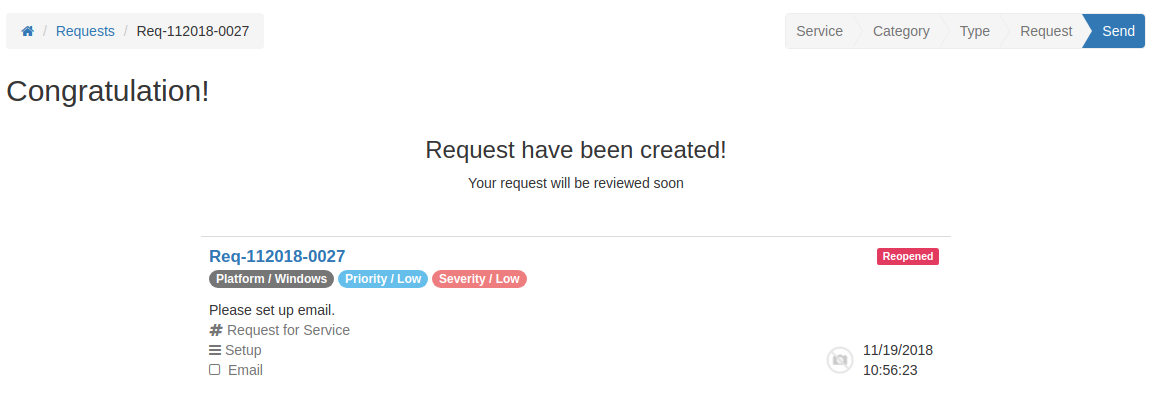 / Requests / Req-112018-0027
Service Category Type Request Send
Congratulation!
Request have been created!
Your request will be reviewed soon
Req-112018-0027 Reopened
Platform / Windows Priority / Low Severity / Low
Please set up email.
# Request for Service
Setup 11/19/2018
Email 10:56:23